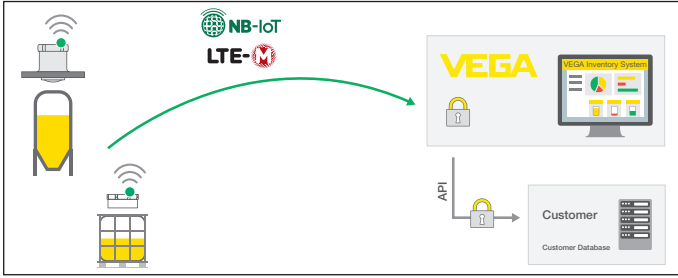 NB-IoT
LTE-M
VEGA
VEGA Inventory System
API
Customer
Customer Database